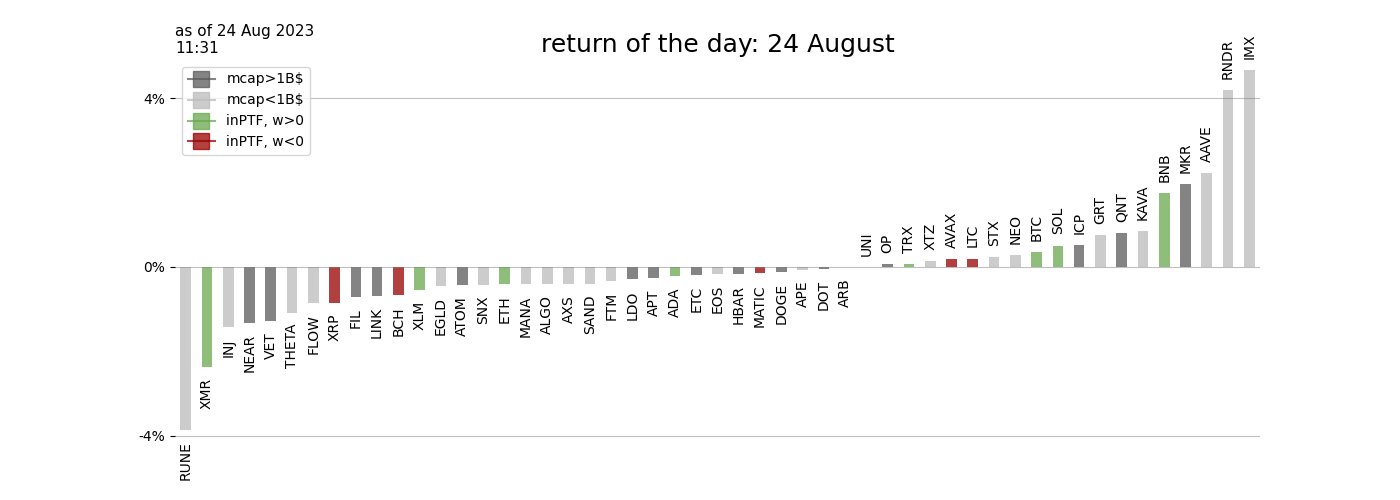 as of 24 Aug 2023
11:31
return of the day: 24 August
mcap>1B$
mcap<1B$
inPTF, w>0
inPTF, w<0
4%
0%
-4%
RUNE
XMR
INJ
NEAR
VET
THETA
FLOW
XRP
FIL
LINK
BCH
XLM
EGLD
ATOM
SNX
ETH
MANA
ALGO
AXS
SAND
FTM
LDO
APT
ADA
ETC
EOS
HBAR
MATIC
DOGE
APE
DOT
ARB
UNI
OP
TRX
XTZ
AVAX
LTC
STX
NEO
BTC
SOL
ICP
GRT
QNT
KAVA
BNB
MKR
AAVE
RNDR
IMX